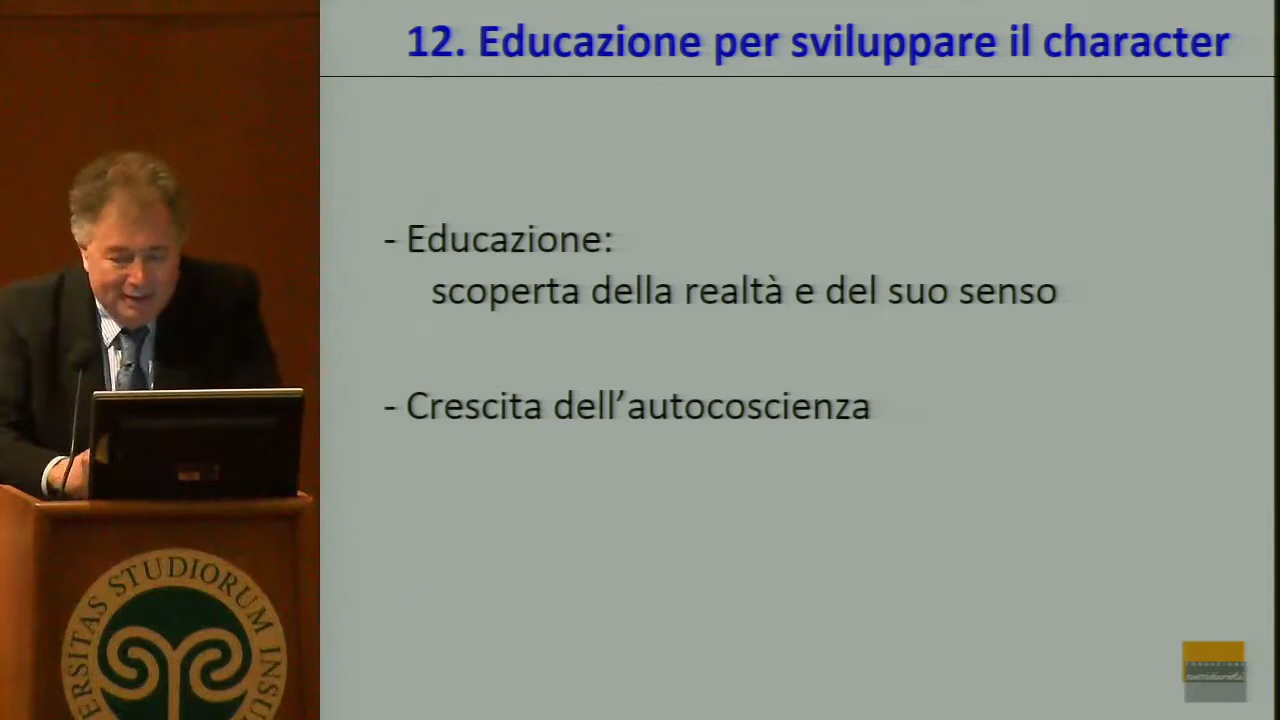 12. Educazione per sviluppare il character
- Educazione:
scoperta della realtà e del suo senso
- Crescita dell’autocoscienza
ERSITAS STUDIORUM INSU
FONDAZIONE